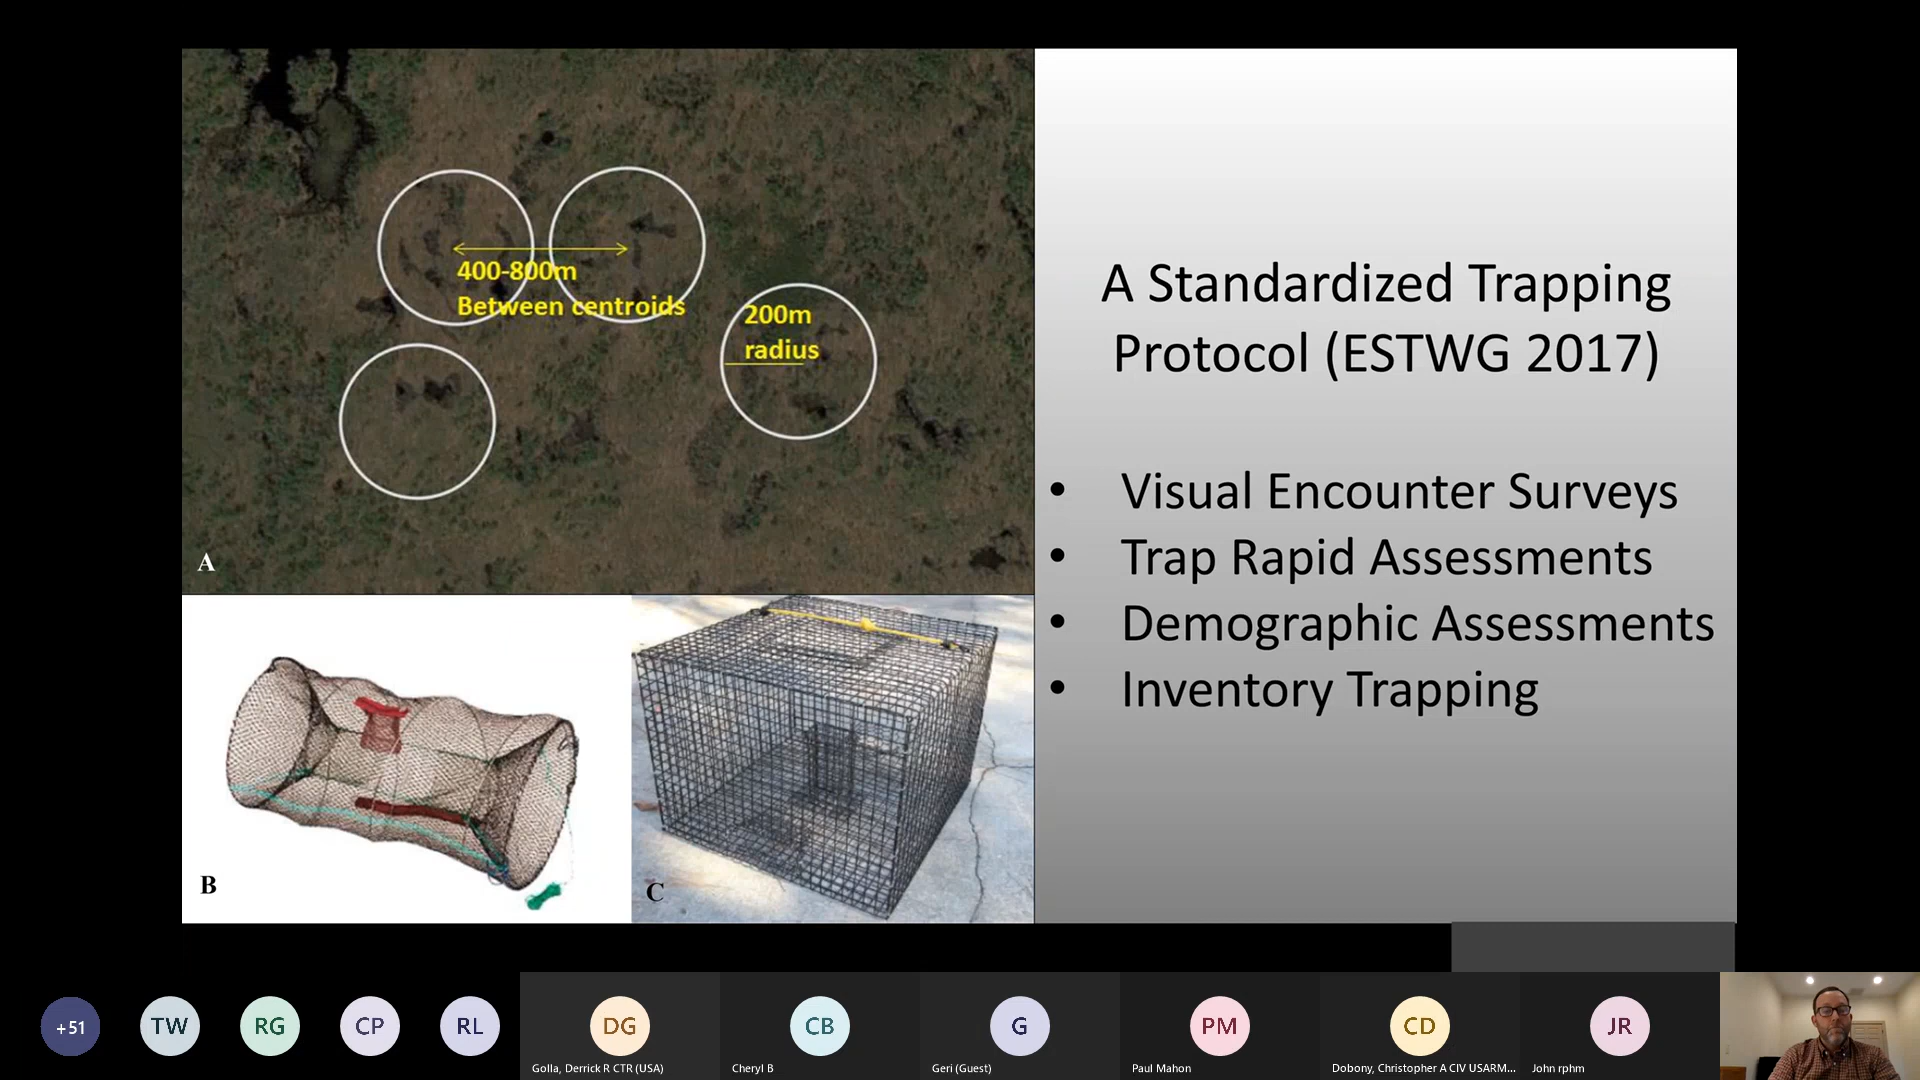 400-800m
Between centroids
200m
radius
A
B
C
A Standardized Trapping
Protocol (ESTWG 2017)
• Visual Encounter Surveys
• Trap Rapid Assessments
• Demographic Assessments
• Inventory Trapping
+51
TW
RG
CP
RL
DG
Golla, Derrick R CTR (USA)
CB
Cheryl B
G
Geri (Guest)
PM
Paul Mahon
CD
Dobony, Christopher A CIV USARM...
JR
John rphm